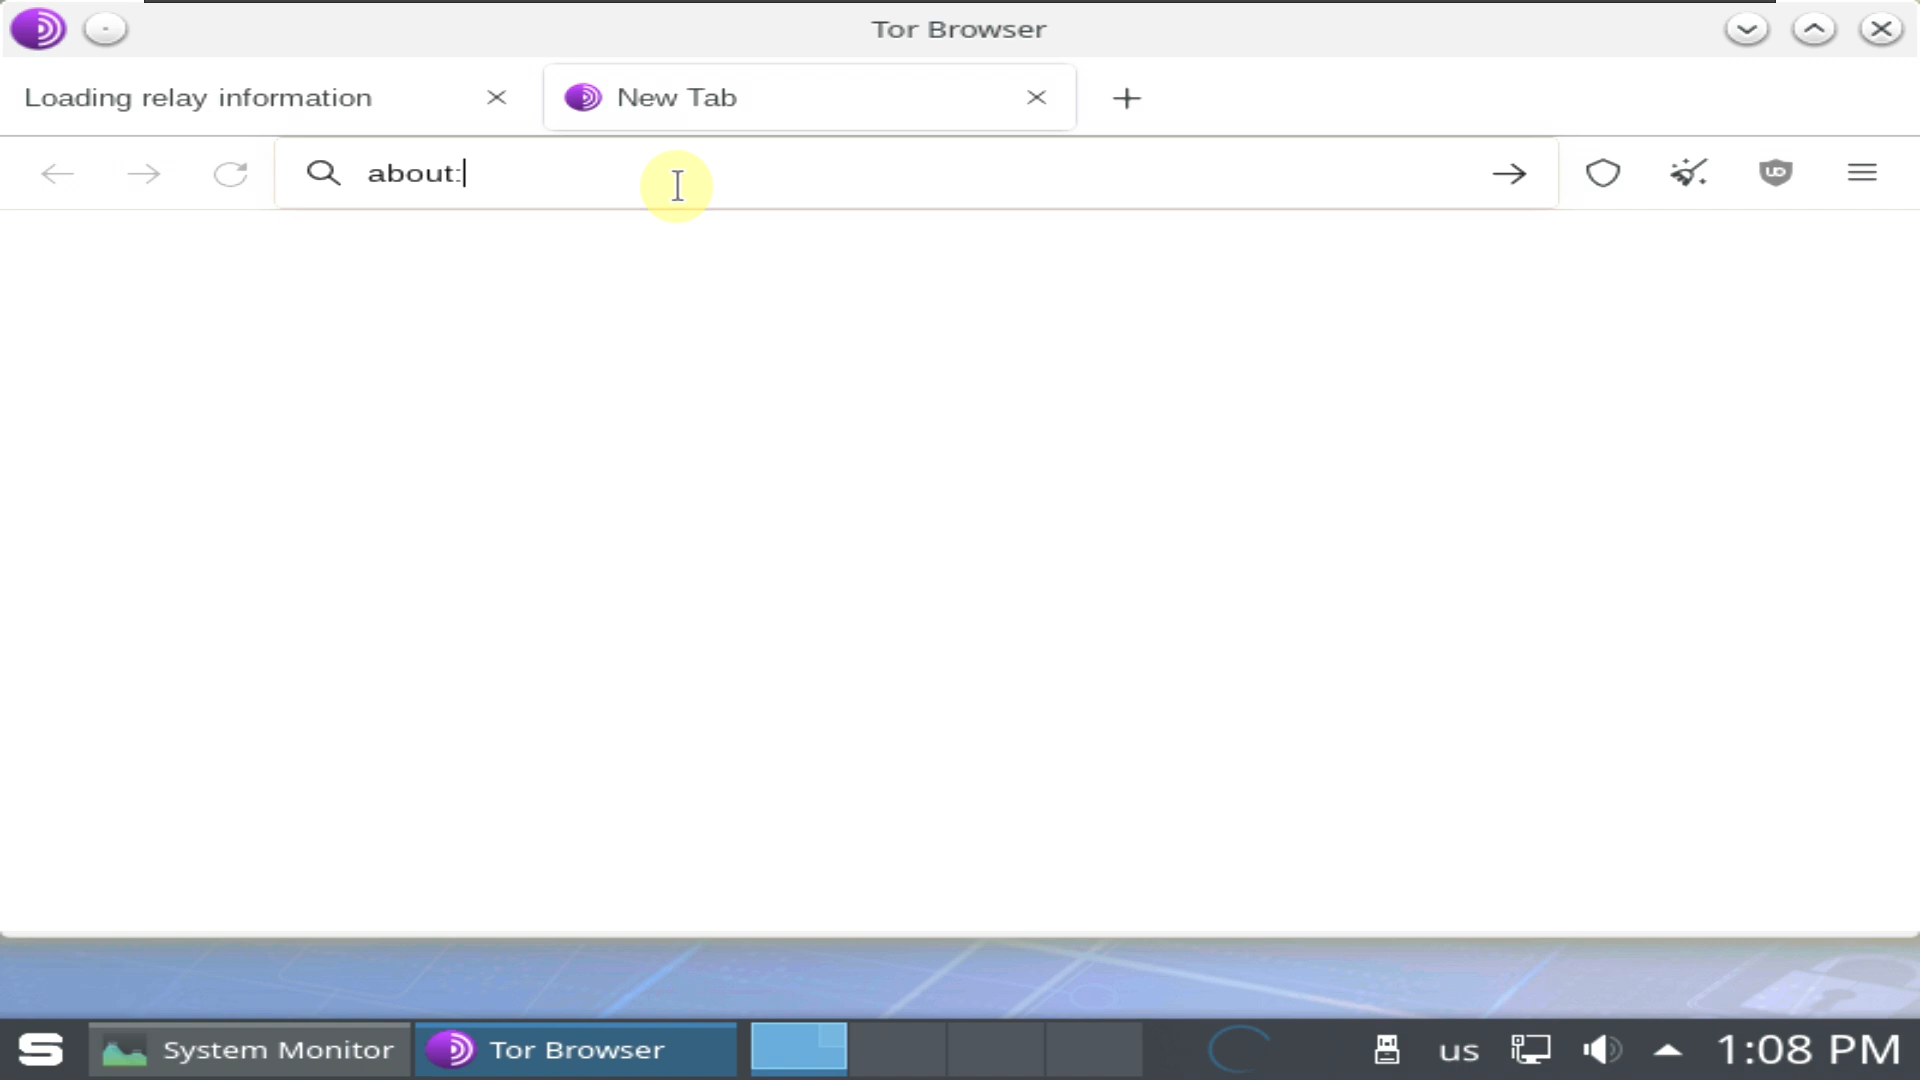 Tor Browser
Loading relay information
New Tab
about:
System Monitor
Tor Browser
us
1:08 PM